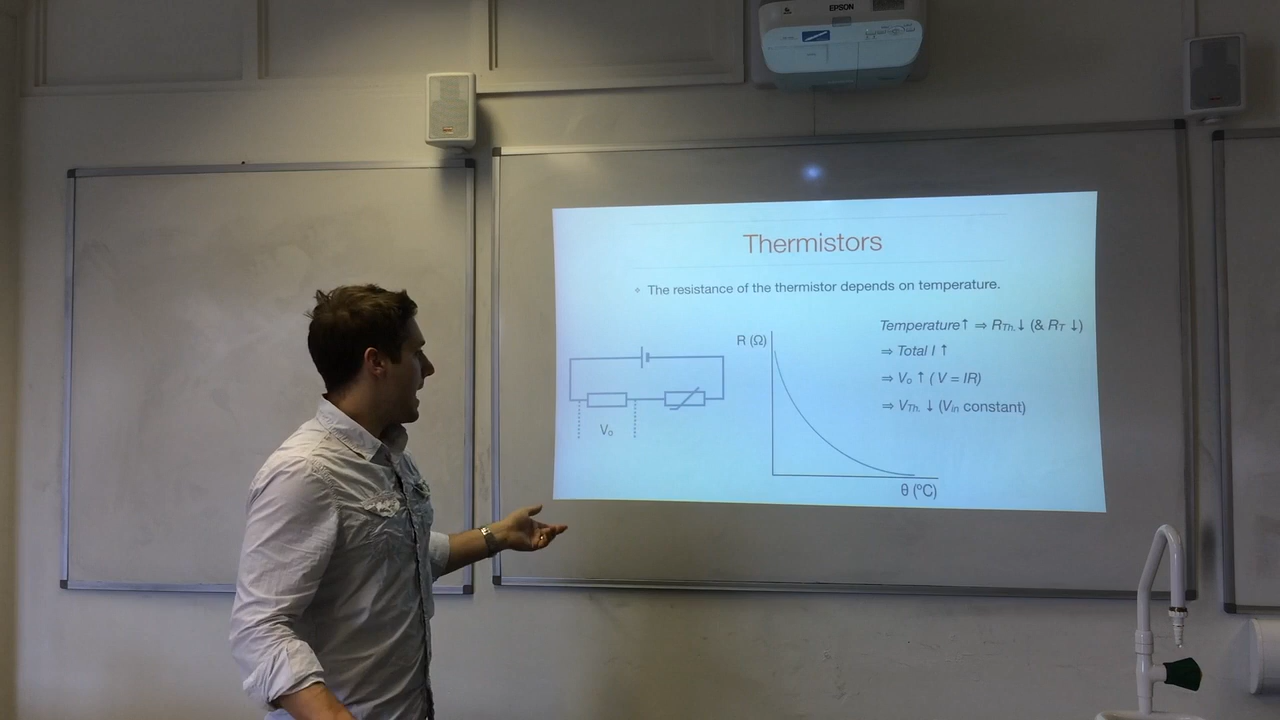 EPSON
Thermistors
The resistance of the thermistor depends on temperature.
Temperature↑ ⇒ RTh.↓ (& RT ↓)
R (Ω)
⇒ Total I ↑
⇒ Vo ↑ ( V = IR)
⇒ VTh. ↓ (Vin constant)
Vo
θ (ºC)